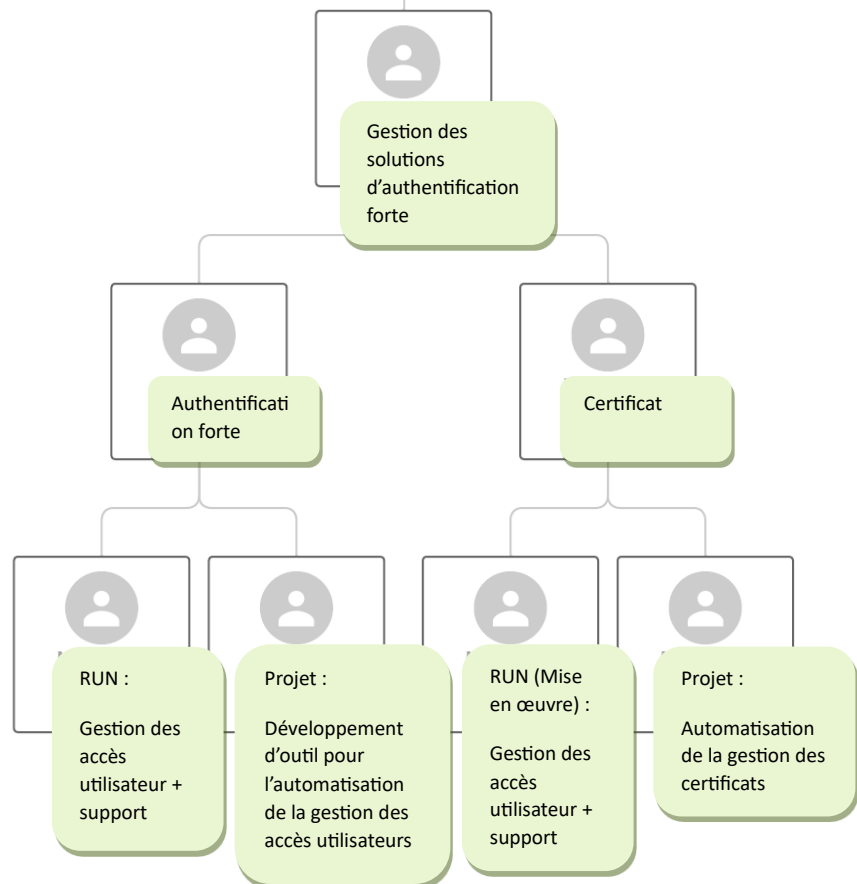 Gestion des
solutions
d’authentification
forte
Authentificati
on forte
Certificat
RUN :
Gestion des
accès
utilisateur +
support
Projet :
Développement
d’outil pour
l’automatisation
de la gestion des
accès utilisateurs
RUN (Mise
en œuvre) :
Gestion des
accès
utilisateur +
support
Projet :
Automatisation
de la gestion des
certificats